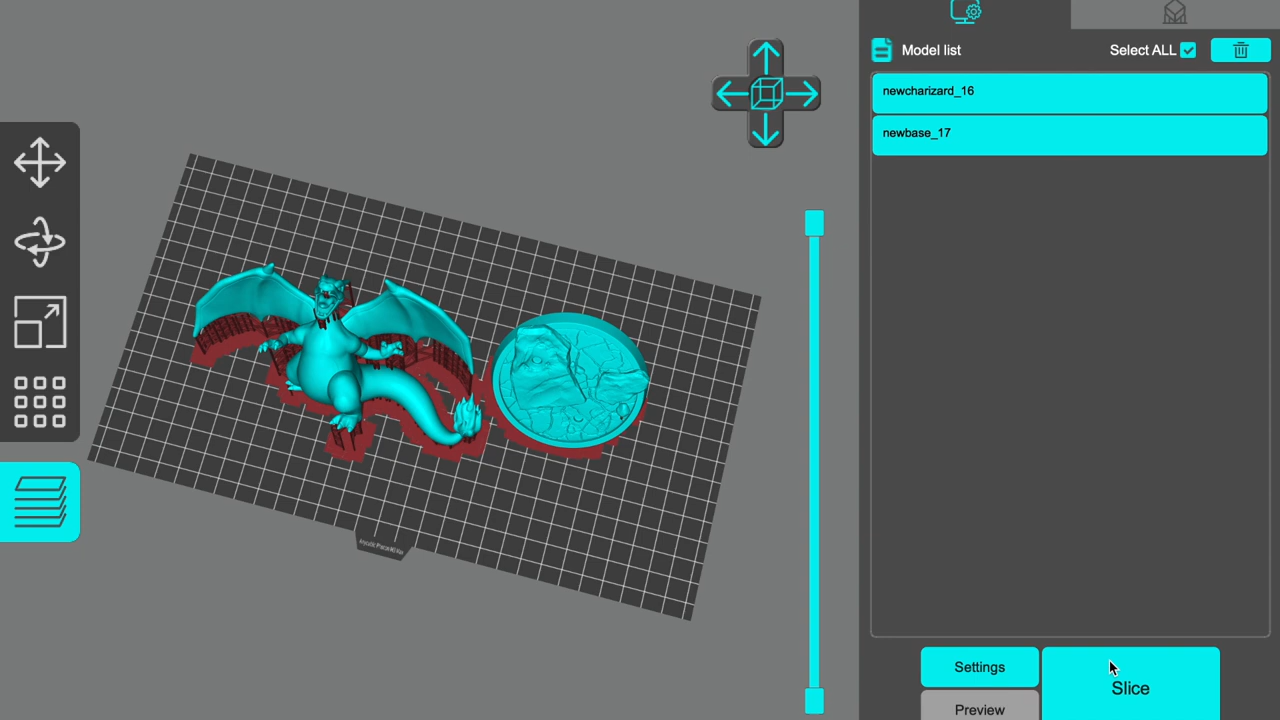 Model list
Select ALL
newcharizard_16
newbase_17
Settings
Slice
Preview